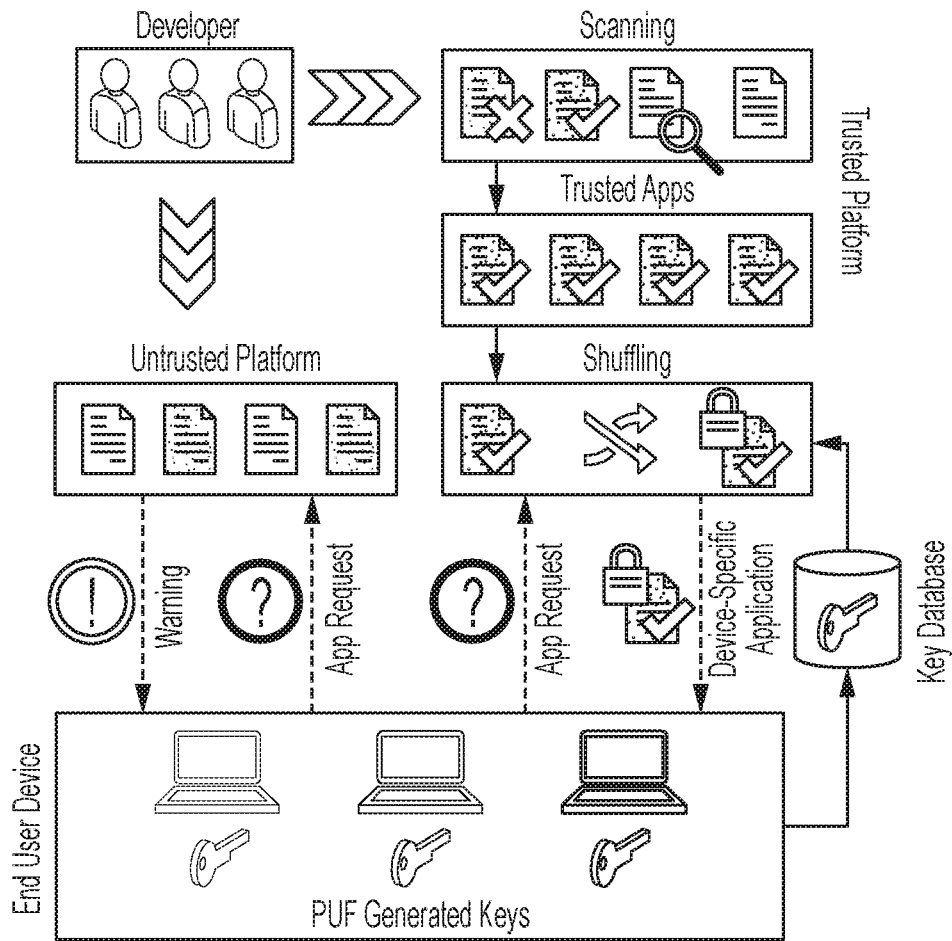 Developer
Scanning
Trusted Platform
Trusted Apps
Untrusted Platform
Shuffling
!
Warning
?
App Request
?
App Request
Device-Specific
Application
Key Database
End User Device
PUF Generated Keys